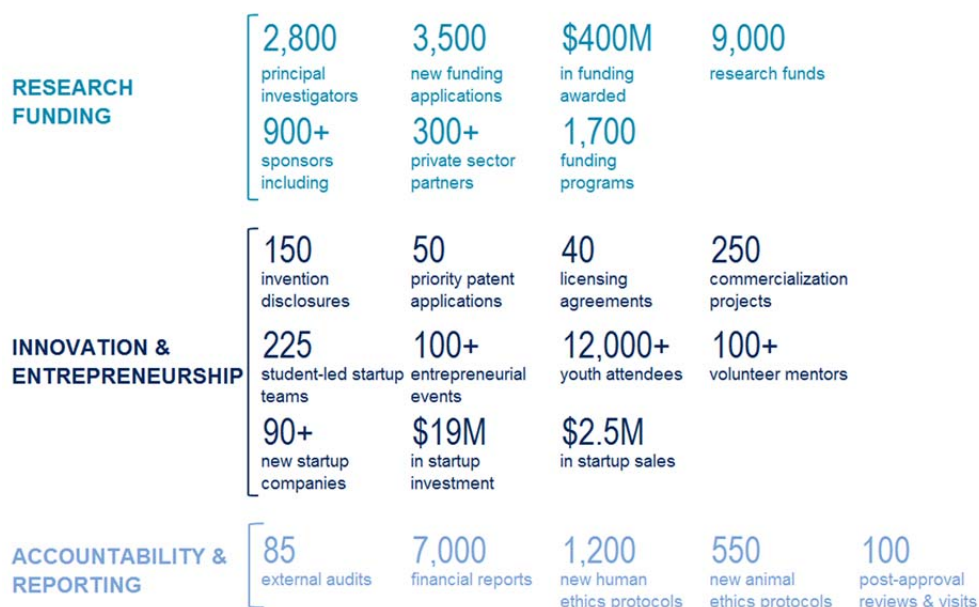 RESEARCH
FUNDING
2,800
principal
investigators
3,500
new funding
applications
$400M
in funding
awarded
9,000
research funds
900+
sponsors
including
300+
private sector
partners
1,700
funding
programs
INNOVATION &
ENTREPRENEURSHIP
150
invention
disclosures
50
priority patent
applications
40
licensing
agreements
250
commercialization
projects
225
student-led startup
teams
100+
entrepreneurial
events
12,000+
youth attendees
100+
volunteer mentors
90+
new startup
companies
$19M
in startup
investment
$2.5M
in startup sales
ACCOUNTABILITY &
REPORTING
85
external audits
7,000
financial reports
1,200
new human
ethics protocols
550
new animal
ethics protocols
100
post-approval
reviews & visits